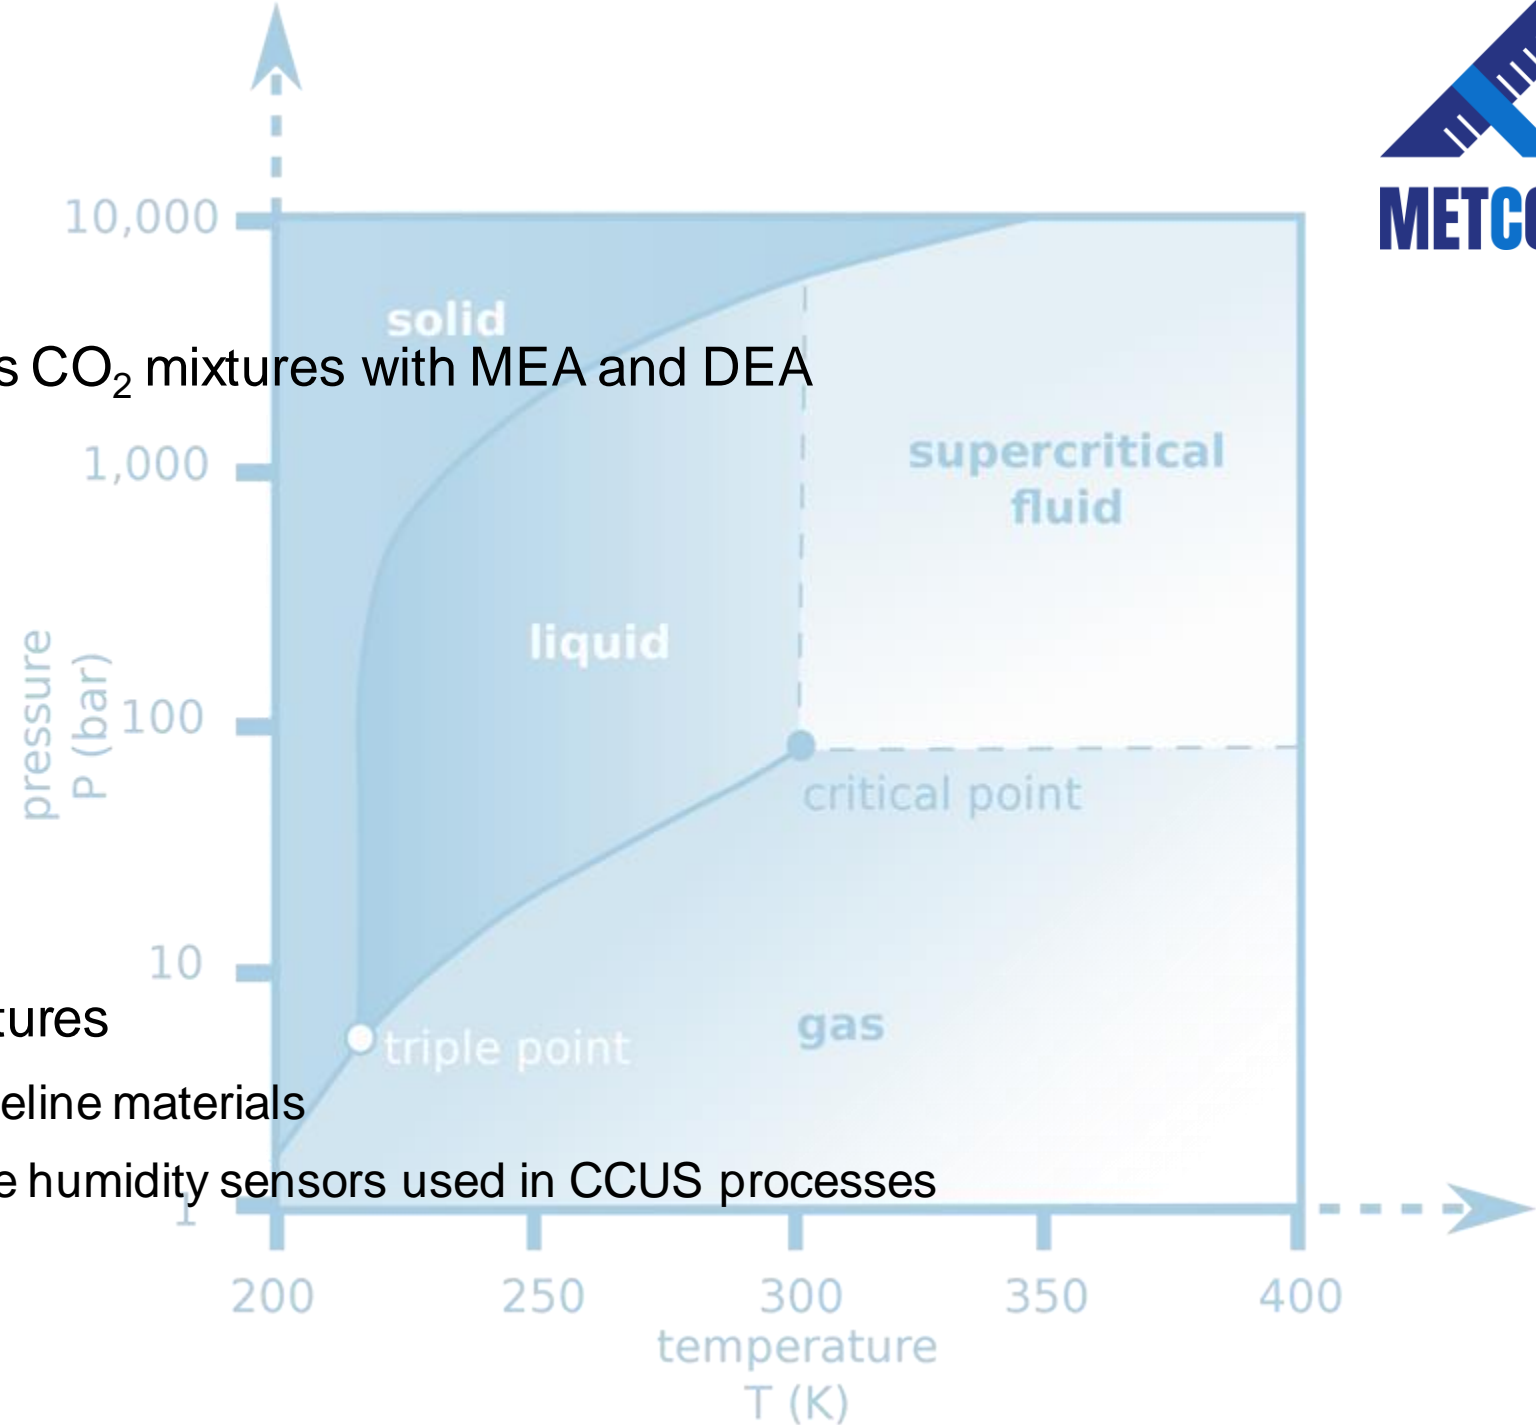 METC
10,000
solid
s CO₂ mixtures with MEA and DEA
supercritical
fluid
1,000
liquid
pressure
P (bar)
100
critical point
10
tures
triple point
gas
eline materials
e humidity sensors used in CCUS processes
1
200 250 300 350 400
temperature
T (K)